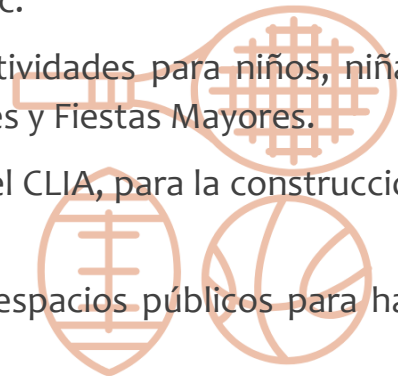 c.
tividades para niños, niña
es y Fiestas Mayores.
el CLIA, para la construcció
espacios públicos para ha